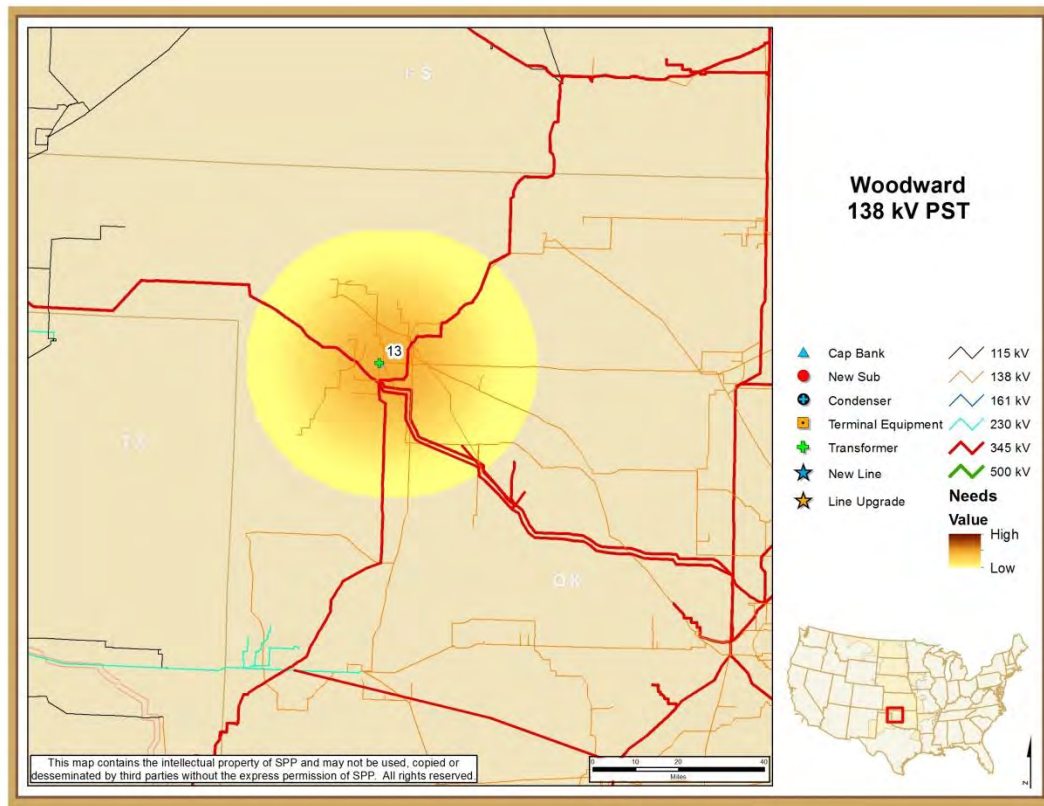 13
TX
OK
This map contains the intellectual property of SPP and may not be used, copied or
desseminated by third parties without the express permission of SPP. All rights reserved.
0
10
20
40
Miles
Woodward
138 kV PST
Cap Bank
New Sub
Condenser
Terminal Equipment
Transformer
New Line
Line Upgrade
115 kV
138 kV
161 kV
230 kV
345 kV
500 kV
Needs
Value
High
Low
N